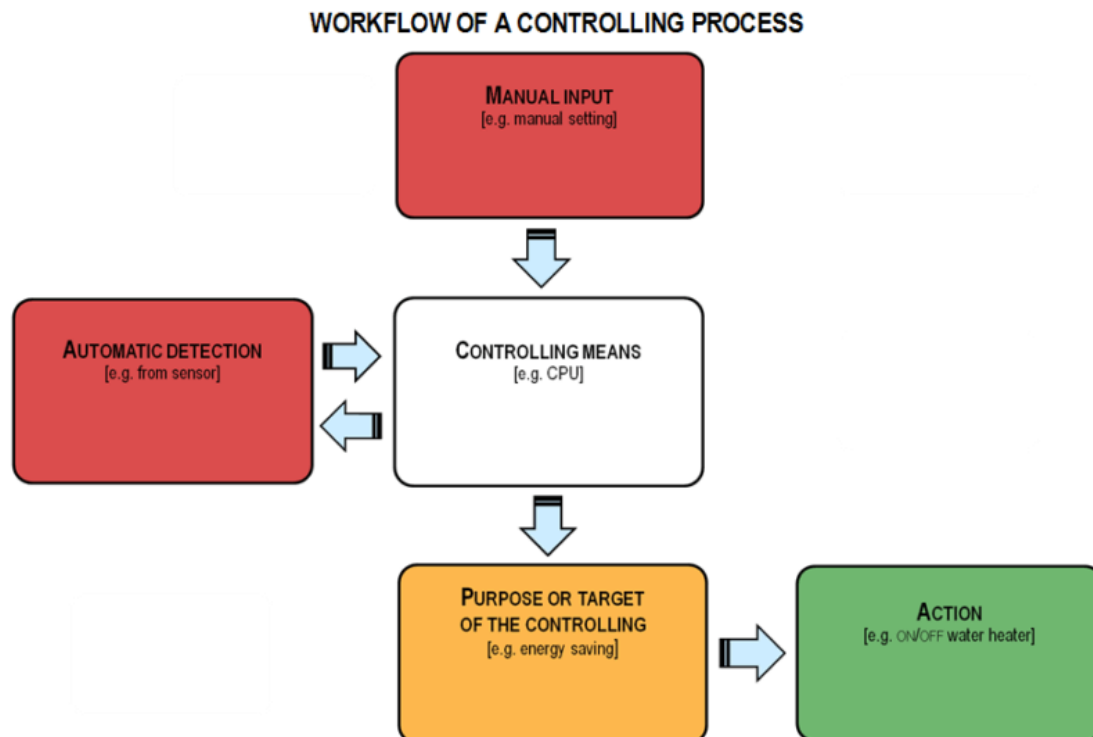 WORKFLOW OF A CONTROLLING PROCESS
MANUAL INPUT
[e.g. manual setting]
AUTOMATIC DETECTION
[e.g. from sensor]
CONTROLLING MEANS
[e.g. CPU]
PURPOSE OR TARGET
OF THE CONTROLLING
[e.g. energy saving]
ACTION
[e.g. ON/OFF water heater]